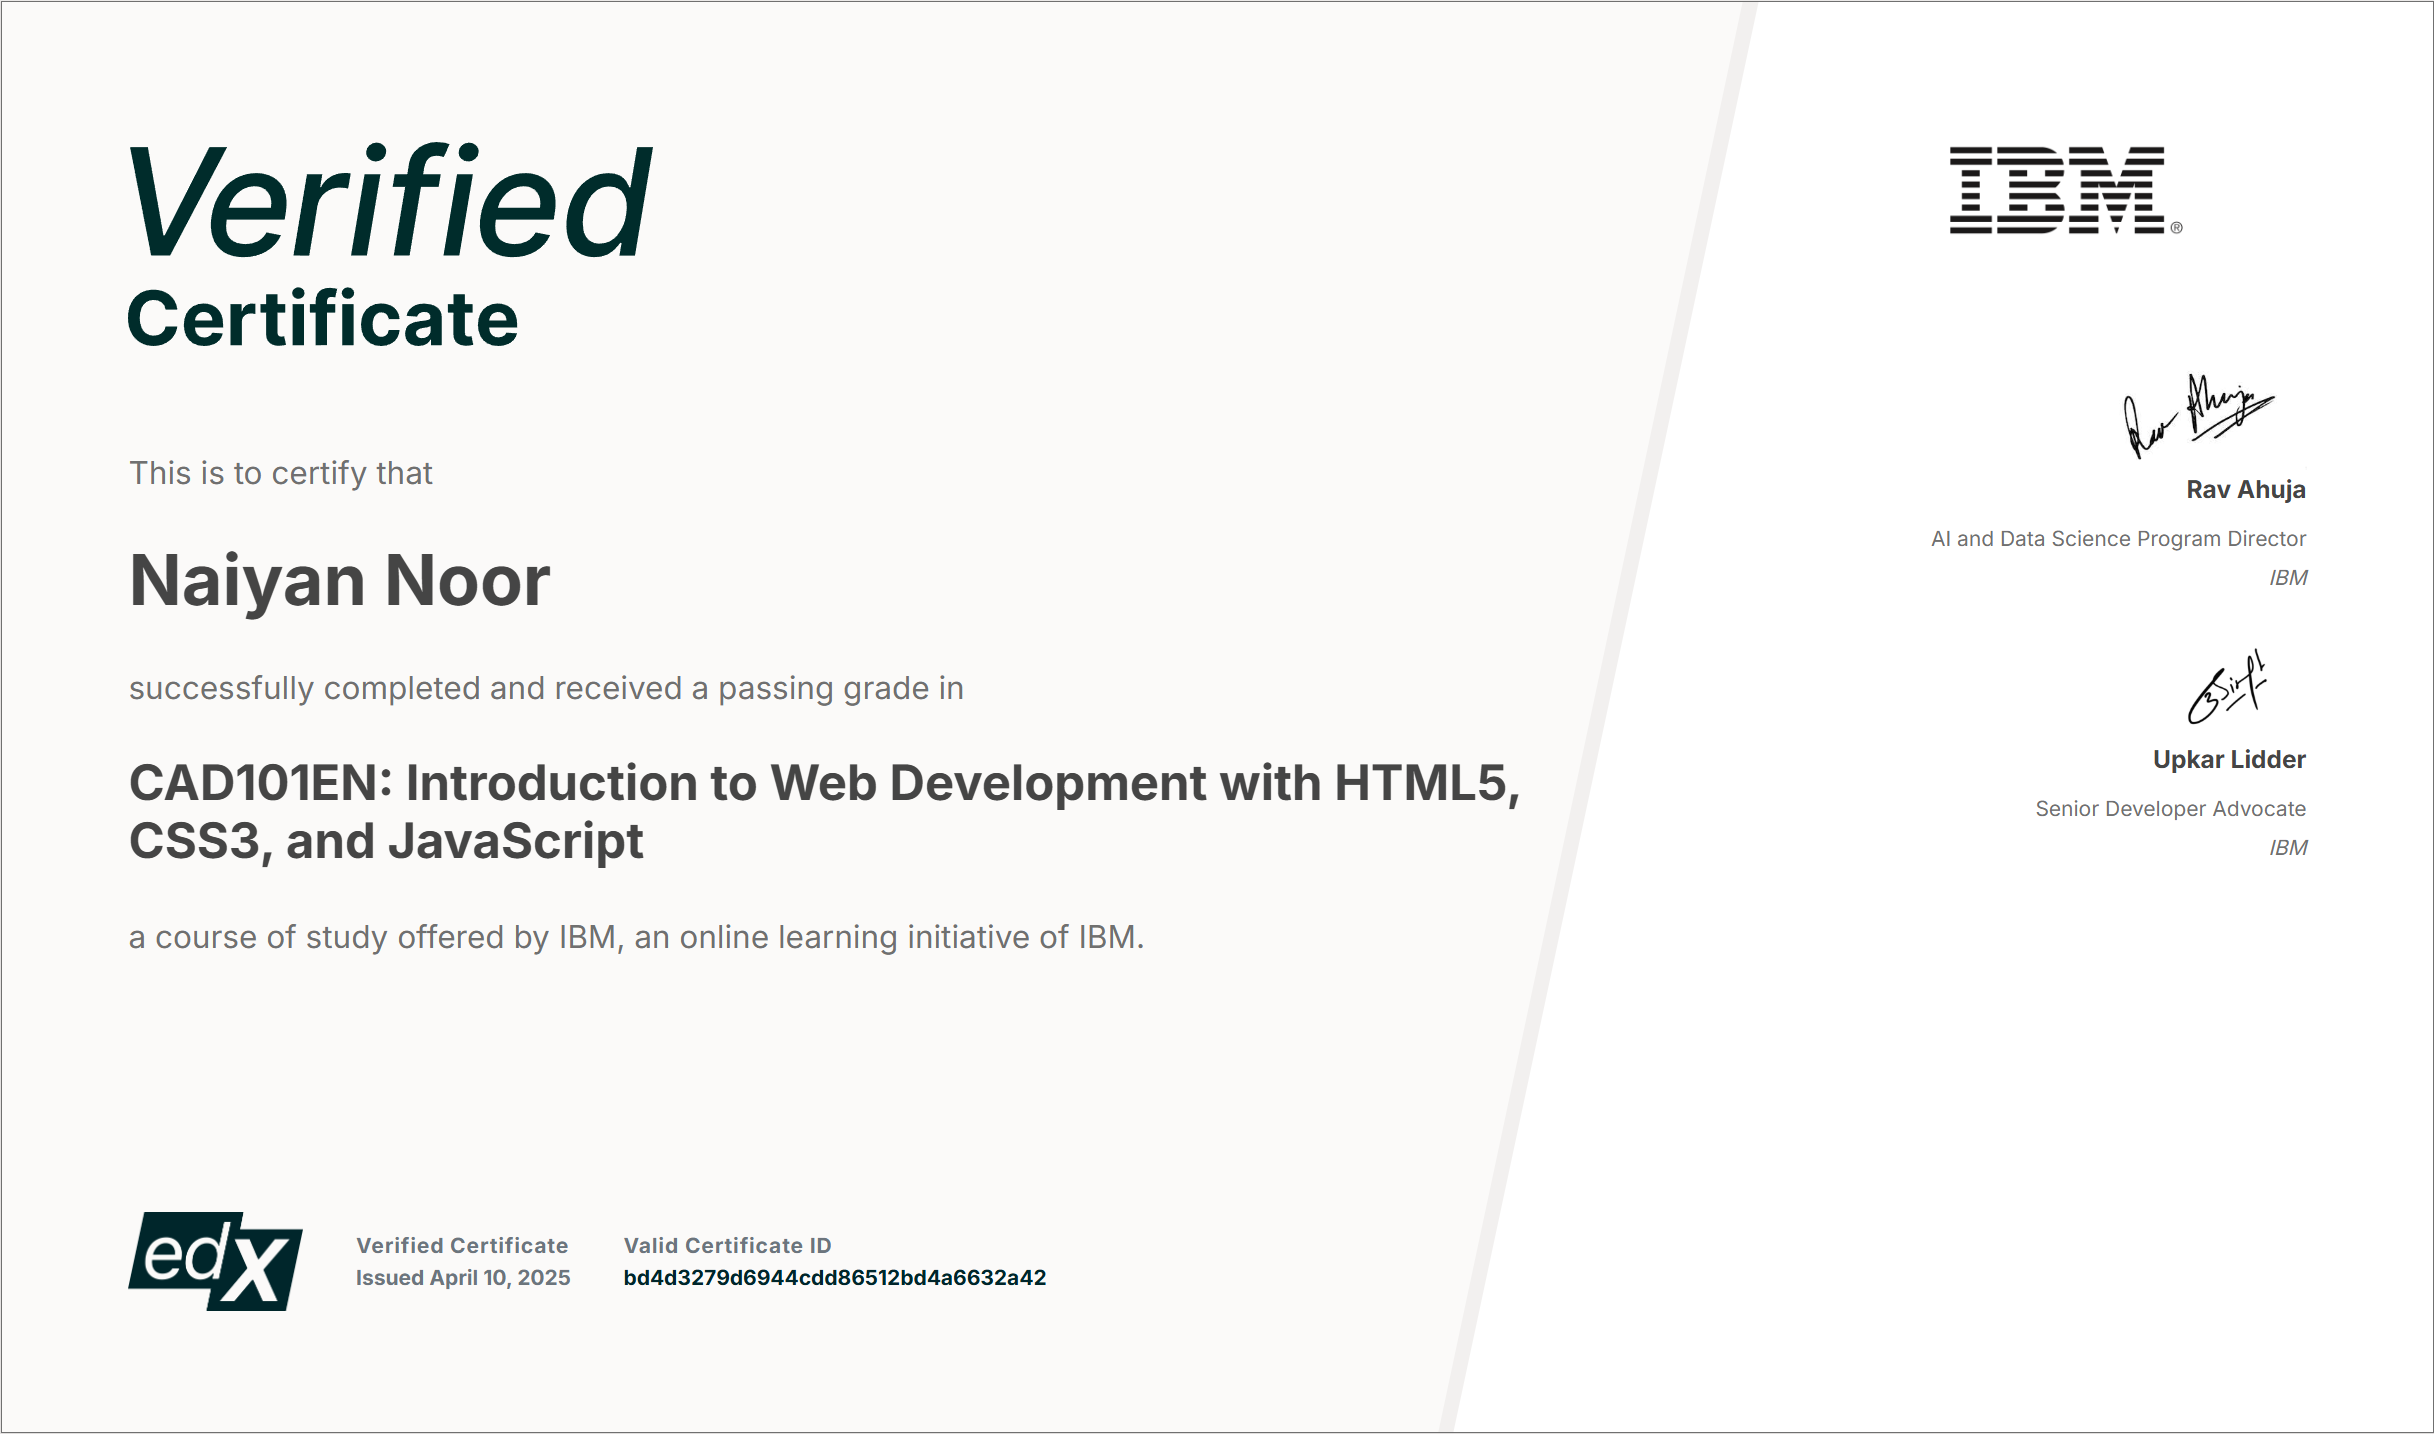 Verified
Certificate
This is to certify that
Naiyan Noor
successfully completed and received a passing grade in
CAD101EN: Introduction to Web Development with HTML5,
CSS3, and JavaScript
a course of study offered by IBM, an online learning initiative of IBM.
edX
Verified Certificate
Issued April 10, 2025
Valid Certificate ID
bd4d3279d6944cdd86512bd4a6632a42
IBM®
Rav Ahuja
Rav Ahuja
AI and Data Science Program Director
IBM
Upkar Lidder
Senior Developer Advocate
IBM